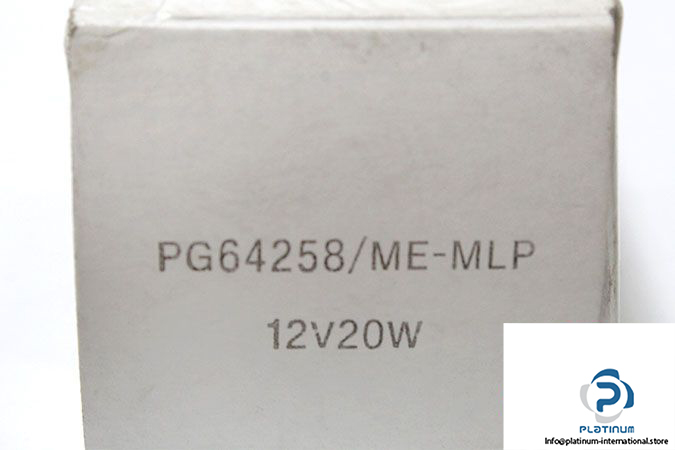 PG64258/ME-MLP
12V20W
PLATINUM
Info@platinum-international.store